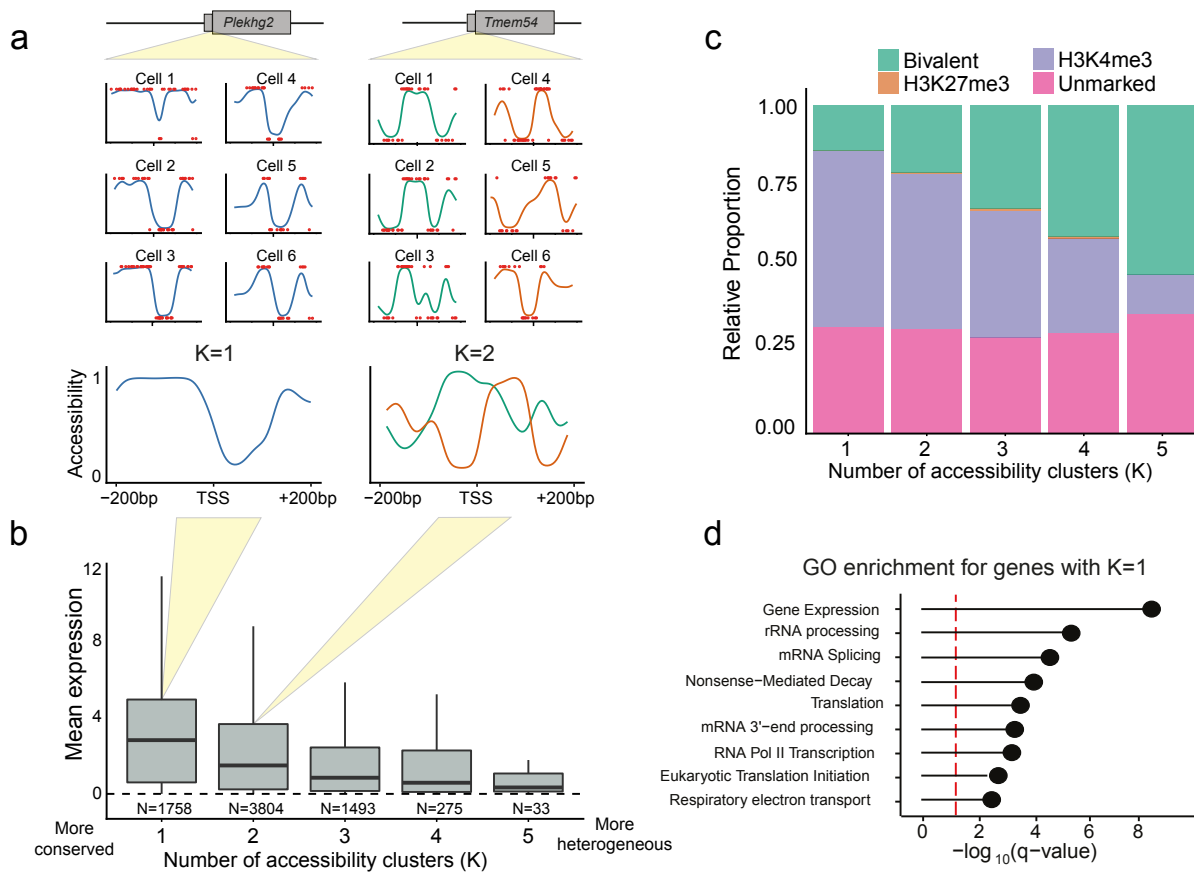 a
Plekhg2
Tmem54
Cell 1
Cell 4
Cell 1
Cell 4
Cell 2
Cell 5
Cell 2
Cell 5
Cell 3
Cell 6
Cell 3
Cell 6
K=1
K=2
Accessibility
1
0
−200bp
TSS
+200bp
−200bp
TSS
+200bp
b
Mean expression
12
8
4
0
N=1758
N=3804
N=1493
N=275
N=33
More conserved
1
2
3
4
5
More heterogeneous
Number of accessibility clusters (K)
c
Bivalent
H3K4me3
H3K27me3
Unmarked
Relative Proportion
1.00
0.75
0.50
0.25
0.00
1
2
3
4
5
Number of accessibility clusters (K)
d
GO enrichment for genes with K=1
Gene Expression
rRNA processing
mRNA Splicing
Nonsense−Mediated Decay
Translation
mRNA 3'−end processing
RNA Pol II Transcription
Eukaryotic Translation Initiation
Respiratory electron transport
0
2
4
6
8
−log10(q−value)